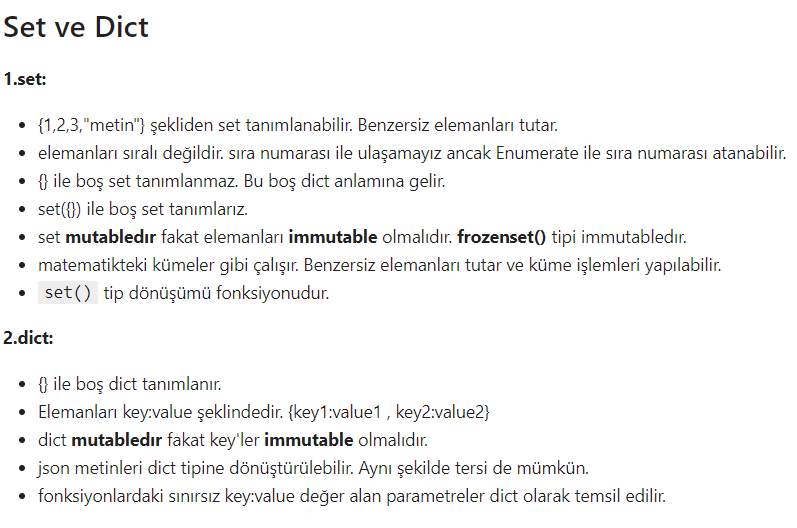 Set ve Dict
1.set:
• {1,2,3,"metin"} şekliden set tanımlanabilir. Benzersiz elemanları tutar.
• elemanları sıralı değildir. sıra numarası ile ulaşamayız ancak Enumerate ile sıra numarası atanabilir.
• {} ile boş set tanımlanmaz. Bu boş dict anlamına gelir.
• set({}) ile boş set tanımlarız.
• set mutabledır fakat elemanları immutable olmalıdır. frozenset() tipi immutabledır.
• matematikteki kümeler gibi çalışır. Benzersiz elemanları tutar ve küme işlemleri yapılabilir.
• set() tip dönüşümü fonksiyonudur.
2.dict:
• {} ile boş dict tanımlanır.
• Elemanları key:value şeklindedir. {key1:value1 , key2:value2}
• dict mutabledır fakat key'ler immutable olmalıdır.
• json metinleri dict tipine dönüştürülebilir. Aynı şekilde tersi de mümkün.
• fonksiyonlardaki sınırsız key:value değer alan parametreler dict olarak temsil edilir.